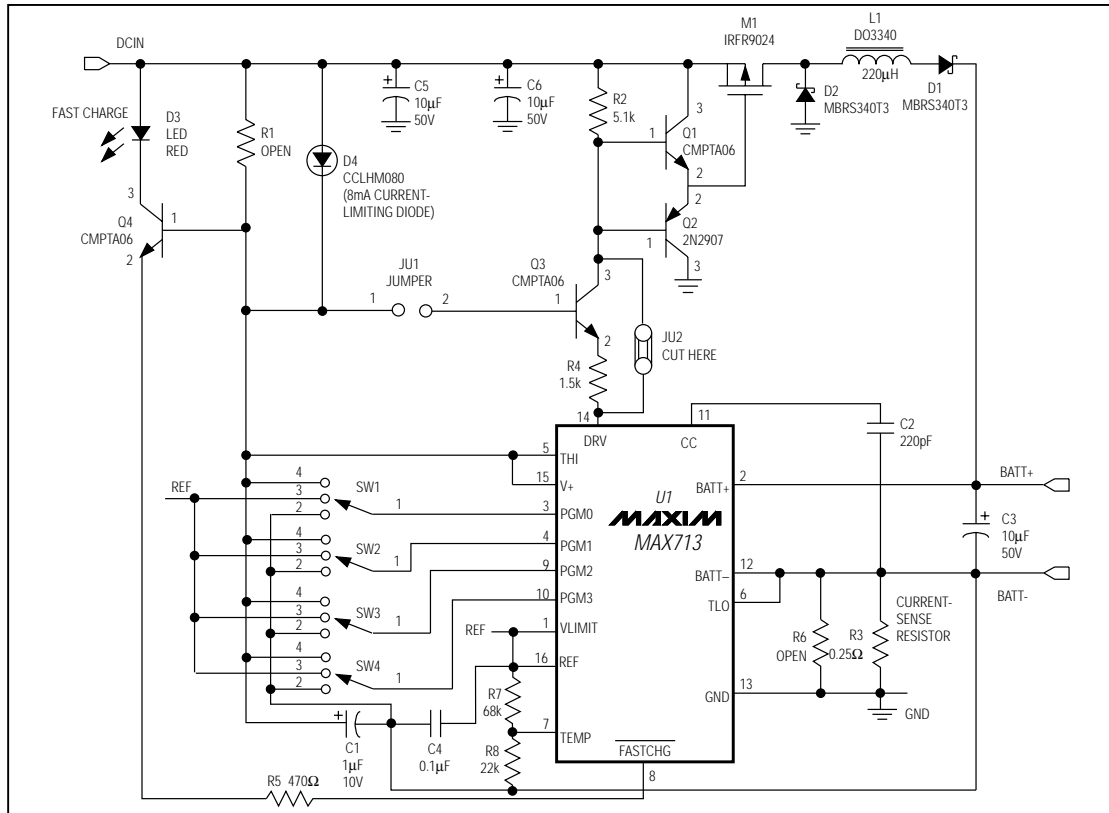 DCIN
M1
IRFR9024
L1
DO3340
220µH
D1
MBRS340T3
D2
MBRS340T3
FAST CHARGE
D3
LED
RED
R1
OPEN
C5
10µF
50V
C6
10µF
50V
R2
5.1k
3
1
Q1
CMPTA06
2
D4
CCLHM080
(8mA CURRENT-
LIMITING DIODE)
3
1
Q4
CMPTA06
2
2
Q2
2N2907
1
3
JU1
JUMPER
1
2
Q3
CMPTA06
3
1
2
JU2
CUT HERE
R4
1.5k
14
DRV
11
CC
C2
220pF
5
THI
15
V+
REF
4
3
2
SW1
1
3
PGM0
4
3
2
SW2
1
4
PGM1
4
3
2
SW3
1
9
PGM2
4
3
2
SW4
1
10
PGM3
U1
MAXIM
MAX713
BATT+
2
BATT+
C3
10µF
50V
BATT–
12
BATT-
TLO
6
REF
1
VLIMIT
16
REF
R7
68k
7
TEMP
R8
22k
R6
OPEN
R3
0.25Ω
CURRENT-
SENSE
RESISTOR
GND
13
GND
+
C1
1µF
10V
C4
0.1µF
FASTCHG
8
R5 470Ω